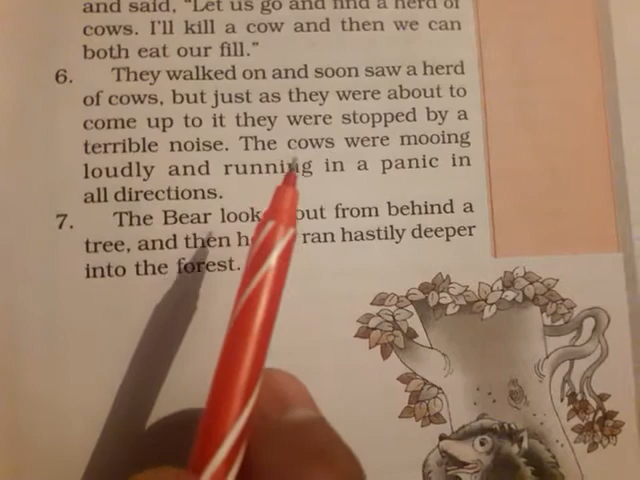 and said, "Let us go and find a herd of
cows. I'll kill a cow and then we can
both eat our fill."
6. They walked on and soon saw a herd
of cows, but just as they were about to
come up to it they were stopped by a
terrible noise. The cows were mooing
loudly and running in a panic in
all directions.
7. The Bear look out from behind a
tree, and then ran hastily deeper
into the forest.